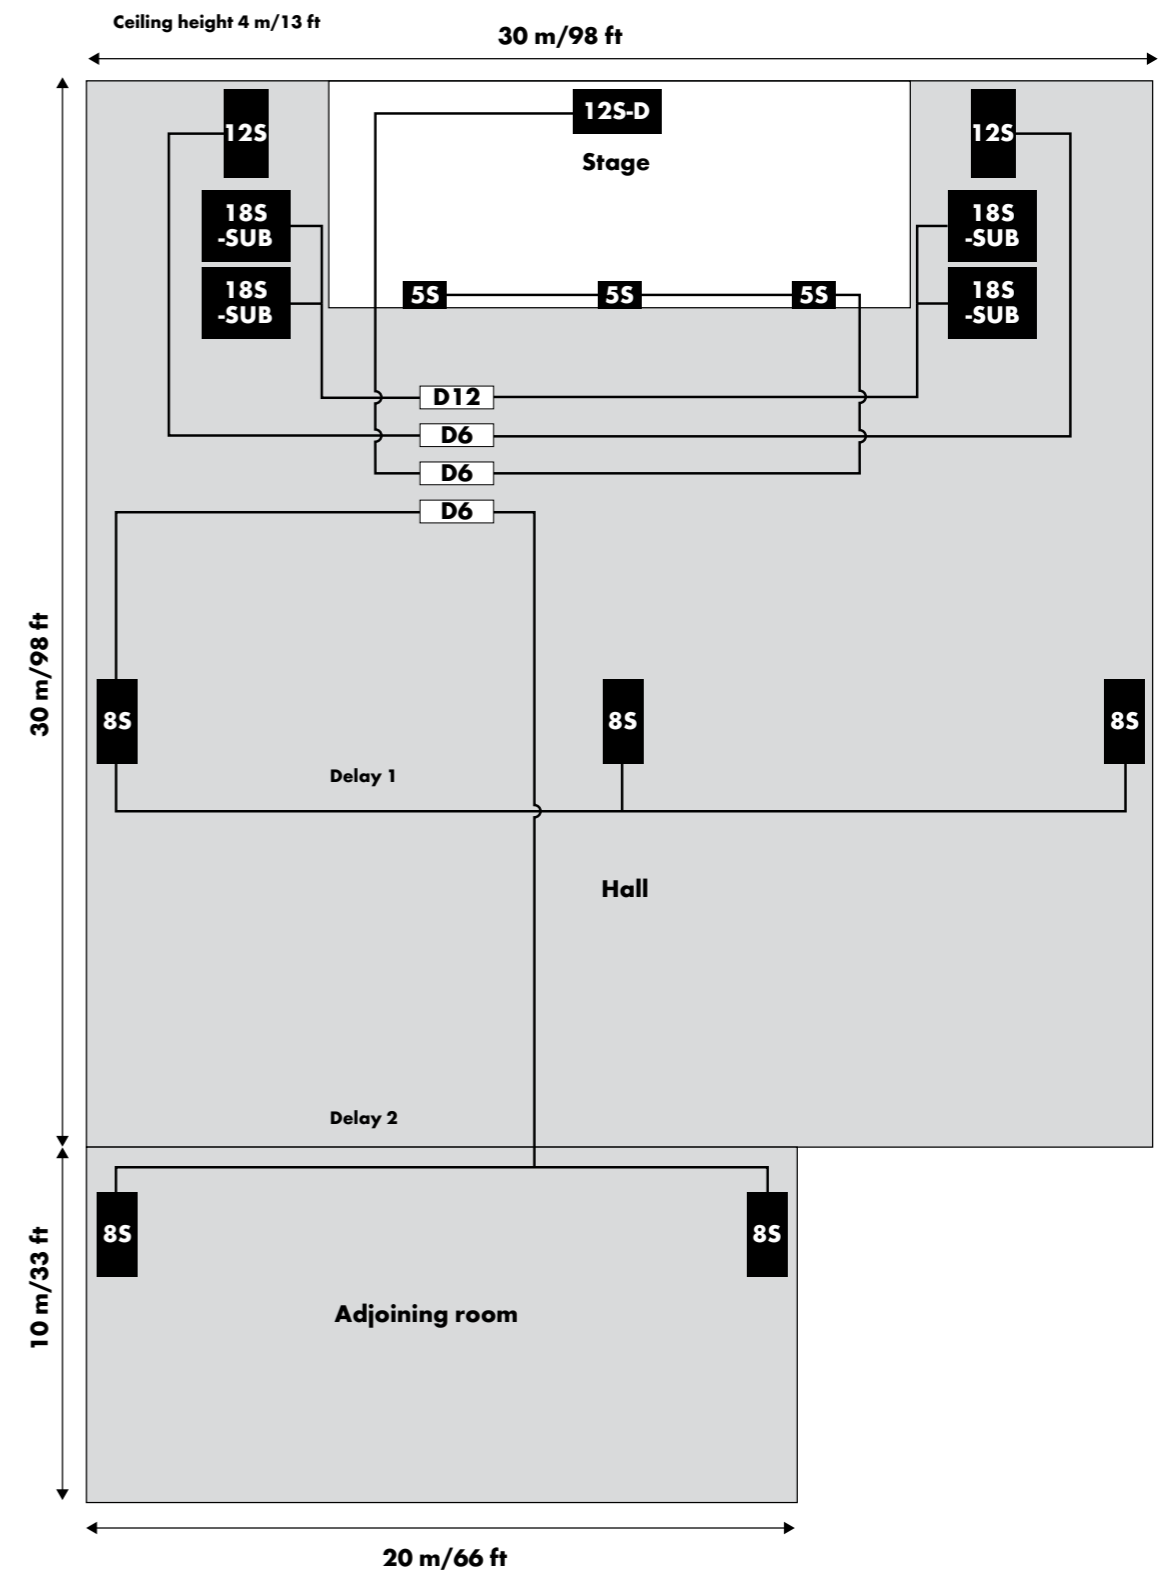 Ceiling height 4 m/13 ft
30 m/98 ft
12S
12S-D
12S
Stage
18S
-SUB
18S
-SUB
18S
-SUB
18S
-SUB
5S
5S
5S
D12
D6
D6
D6
30 m/98 ft
8S
8S
8S
Delay 1
Hall
Delay 2
10 m/33 ft
8S
8S
Adjoining room
20 m/66 ft